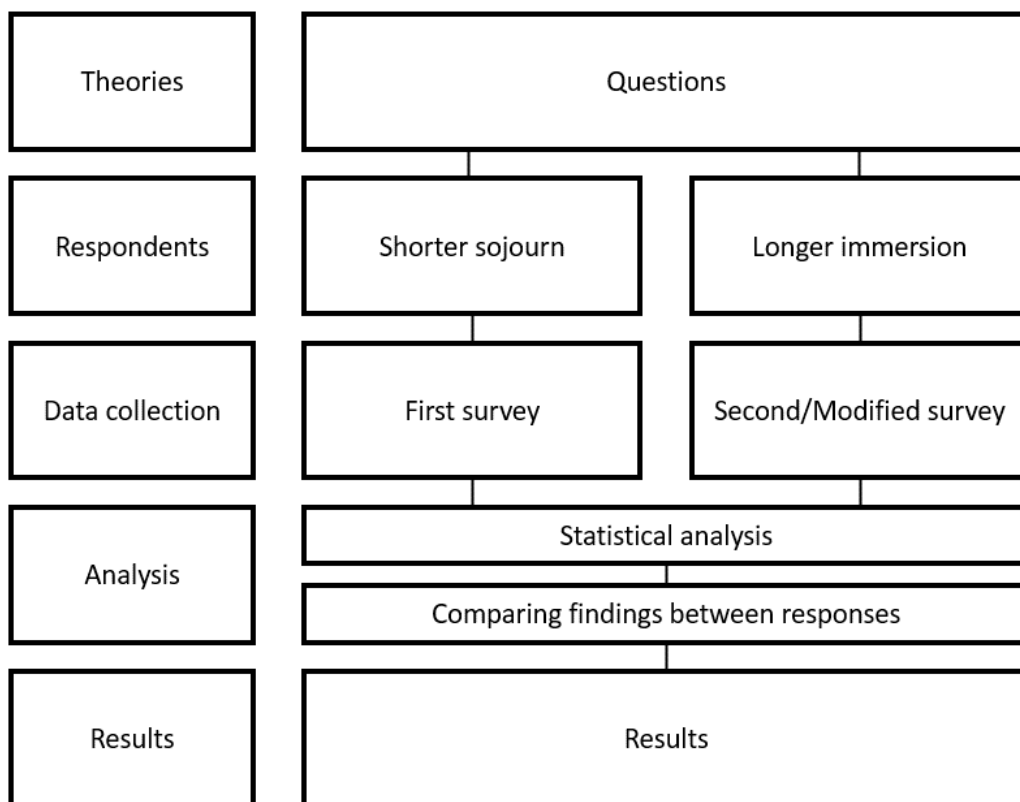 Theories
Questions
Respondents
Shorter sojourn
Longer immersion
Data collection
First survey
Second/Modified survey
Analysis
Statistical analysis
Comparing findings between responses
Results
Results